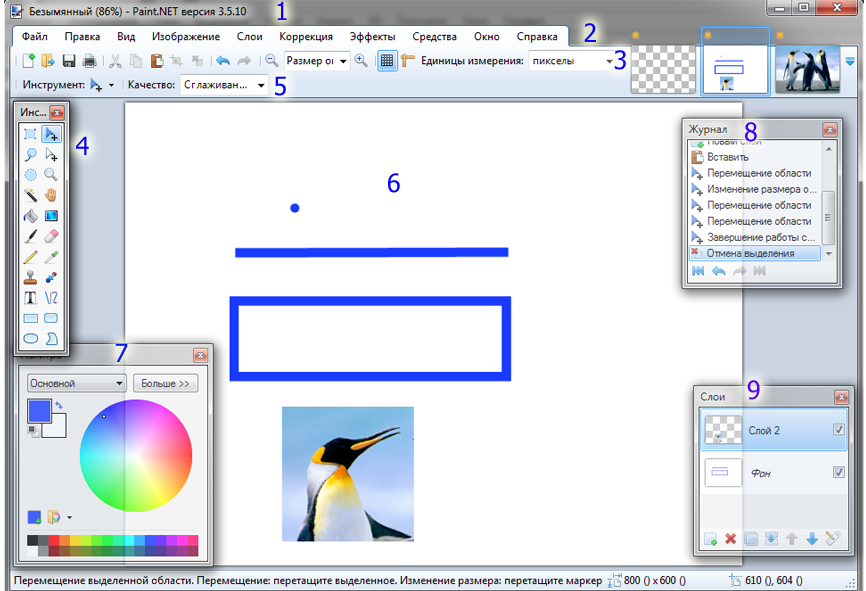 Безымянный (86%) - Paint.NET версия 3.5.10 1
Файл Правка Вид Изображение Слои Коррекция Эффекты Средства Окно Справка 2
Размер ог Единицы измерения: пикселы 3
Инструмент: Качество: Сглаживан... 5
Инс...
4
6
Журнал 8
Новый слой
Вставить
Перемещение области
Изменение размера о...
Перемещение области
Перемещение области
Завершение работы с...
Отмена выделения
Палитра 7
Основной Больше >>
Слои 9
Слой 2
Фон
Перемещение выделенной области. Перемещение: перетащите выделенное. Изменение размера: перетащите маркер 800 () x 600 () 610 (), 604 ()